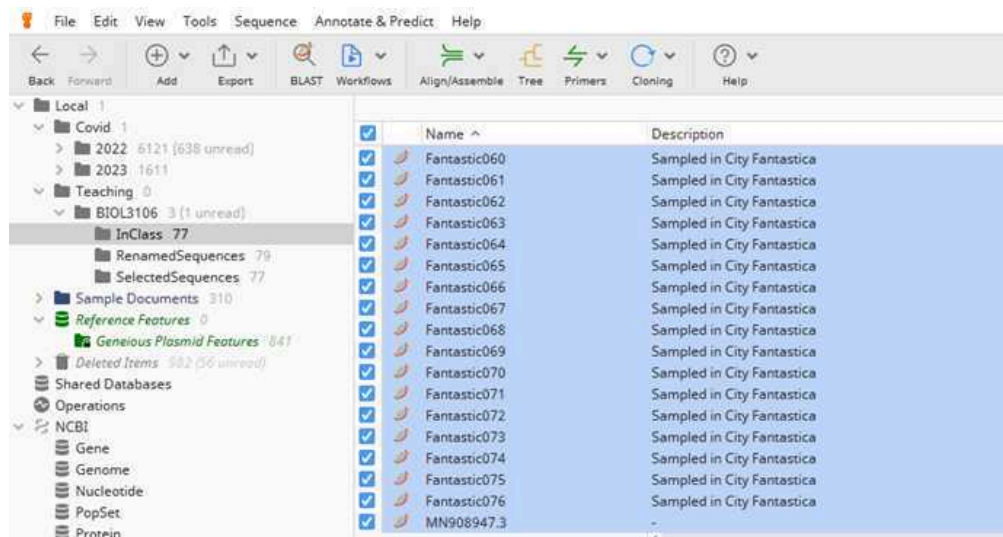 File Edit View Tools Sequence Annotate & Predict Help
Back Forward Add Export BLAST Workflows Align/Assemble Tree Primers Cloning Help
Local 1
Covid 1
2022 6121 (638 unread)
2023 1611
Teaching 0
BIOL3106 3 (1 unread)
InClass 77
RenamedSequences 79
SelectedSequences 77
Sample Documents 310
Reference Features 0
Geneious Plasmid Features 841
Deleted Items 982 (56 unread)
Shared Databases
Operations
NCBI
Gene
Genome
Nucleotide
PopSet
Protein
Name Description
Fantastic060 Sampled in City Fantastica
Fantastic061 Sampled in City Fantastica
Fantastic062 Sampled in City Fantastica
Fantastic063 Sampled in City Fantastica
Fantastic064 Sampled in City Fantastica
Fantastic065 Sampled in City Fantastica
Fantastic066 Sampled in City Fantastica
Fantastic067 Sampled in City Fantastica
Fantastic068 Sampled in City Fantastica
Fantastic069 Sampled in City Fantastica
Fantastic070 Sampled in City Fantastica
Fantastic071 Sampled in City Fantastica
Fantastic072 Sampled in City Fantastica
Fantastic073 Sampled in City Fantastica
Fantastic074 Sampled in City Fantastica
Fantastic075 Sampled in City Fantastica
Fantastic076 Sampled in City Fantastica
MN908947.3 -